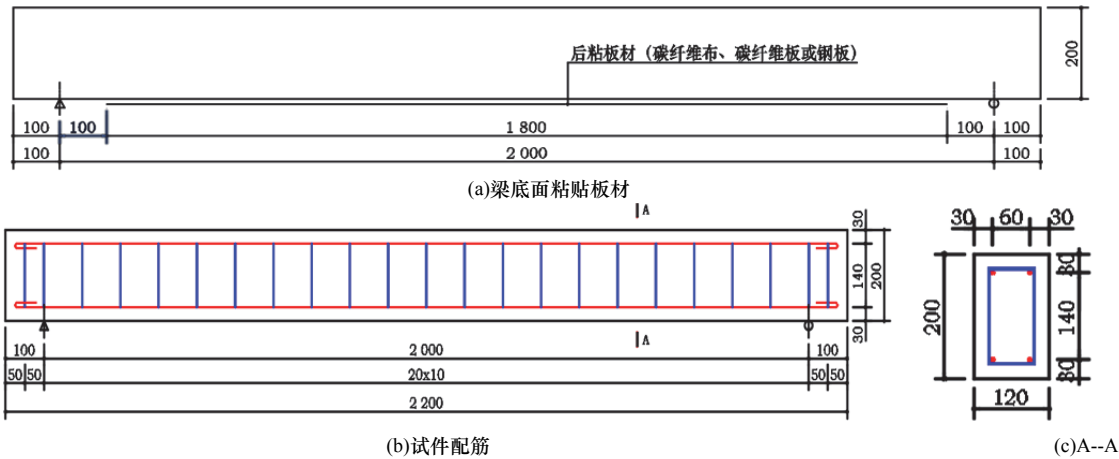 后粘板材（碳纤维布、碳纤维板或钢板）
200
100 100 1 800 100 100
100 2 000 100
(a)梁底面粘贴板材
A
30
140 200
30
A
100 2 000 100
50 50 20x10 50 50
2 200
(b)试件配筋
30 60 30
30
200 140
30
120
(c)A--A